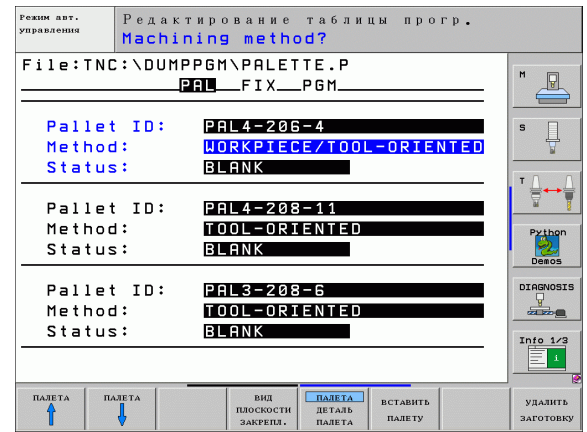 Режим авт.
управления
Редактирование таблицы прогр.
Machining method?
File:TNC:\DUMPPGM\PALETTE.P
PAL__FIX__PGM
Pallet ID: PAL4-206-4
Method: WORKPIECE/TOOL-ORIENTED
Status: BLANK
Pallet ID: PAL4-208-11
Method: TOOL-ORIENTED
Status: BLANK
Pallet ID: PAL3-208-6
Method: TOOL-ORIENTED
Status: BLANK
M
S
T
Python
Demos
DIAGNOSIS
Info 1/3
i
ПАЛЕТА
ПАЛЕТА
ВИД
ПЛОСКОСТИ
ЗАКРЕПЛ.
ПАЛЕТА
ДЕТАЛЬ
ПАЛЕТА
ВСТАВИТЬ
ПАЛЕТУ
УДАЛИТЬ
ЗАГОТОВКУ